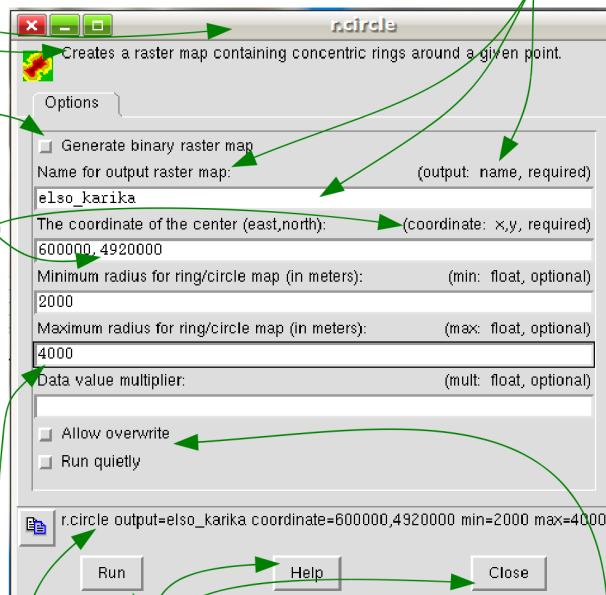 r.circle
Creates a raster map containing concentric rings around a given point.
Options
Generate binary raster map
Name for output raster map: (output: name, required)
elso_karika
The coordinate of the center (east,north): (coordinate: x,y, required)
600000,4920000
Minimum radius for ring/circle map (in meters): (min: float, optional)
2000
Maximum radius for ring/circle map (in meters): (max: float, optional)
4000
Data value multiplier: (mult: float, optional)
Allow overwrite
Run quietly
r.circle output=elso_karika coordinate=600000,4920000 min=2000 max=4000
Run Help Close